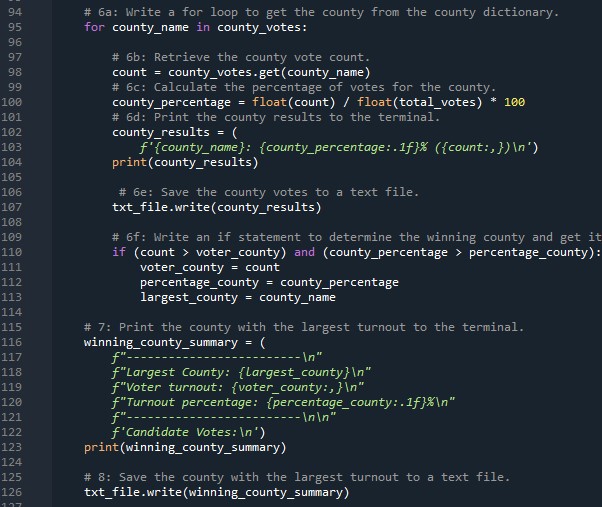 94 # 6a: Write a for loop to get the county from the county dictionary.
95 for county_name in county_votes:
96
97 # 6b: Retrieve the county vote count.
98 count = county_votes.get(county_name)
99 # 6c: Calculate the percentage of votes for the county.
100 county_percentage = float(count) / float(total_votes) * 100
101 # 6d: Print the county results to the terminal.
102 county_results = (
103 f'{county_name}: {county_percentage:.1f}% ({count:,})\n')
104 print(county_results)
105
106 # 6e: Save the county votes to a text file.
107 txt_file.write(county_results)
108
109 # 6f: Write an if statement to determine the winning county and get it
110 if (count > voter_county) and (county_percentage > percentage_county):
111 voter_county = count
112 percentage_county = county_percentage
113 largest_county = county_name
114
115 # 7: Print the county with the largest turnout to the terminal.
116 winning_county_summary = (
117 f"-------------------------\n"
118 f"Largest County: {largest_county}\n"
119 f"Voter turnout: {voter_county:,}\n"
120 f"Turnout percentage: {percentage_county:.1f}%\n"
121 f"-------------------------\n\n"
122 f'Candidate Votes:\n')
123 print(winning_county_summary)
124
125 # 8: Save the county with the largest turnout to a text file.
126 txt_file.write(winning_county_summary)